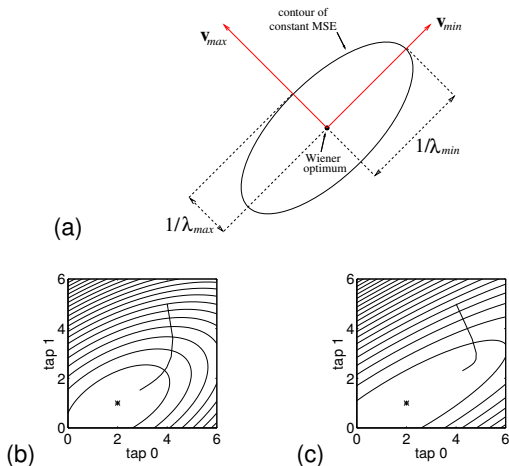 contour of
constant MSE
v_max
v_min
Wiener
optimum
1/λ_min
1/λ_max
(a)
6
4
2
0
tap 1
0 2 4 6
tap 0
(b)
6
4
2
0
tap 1
0 2 4 6
tap 0
(c)